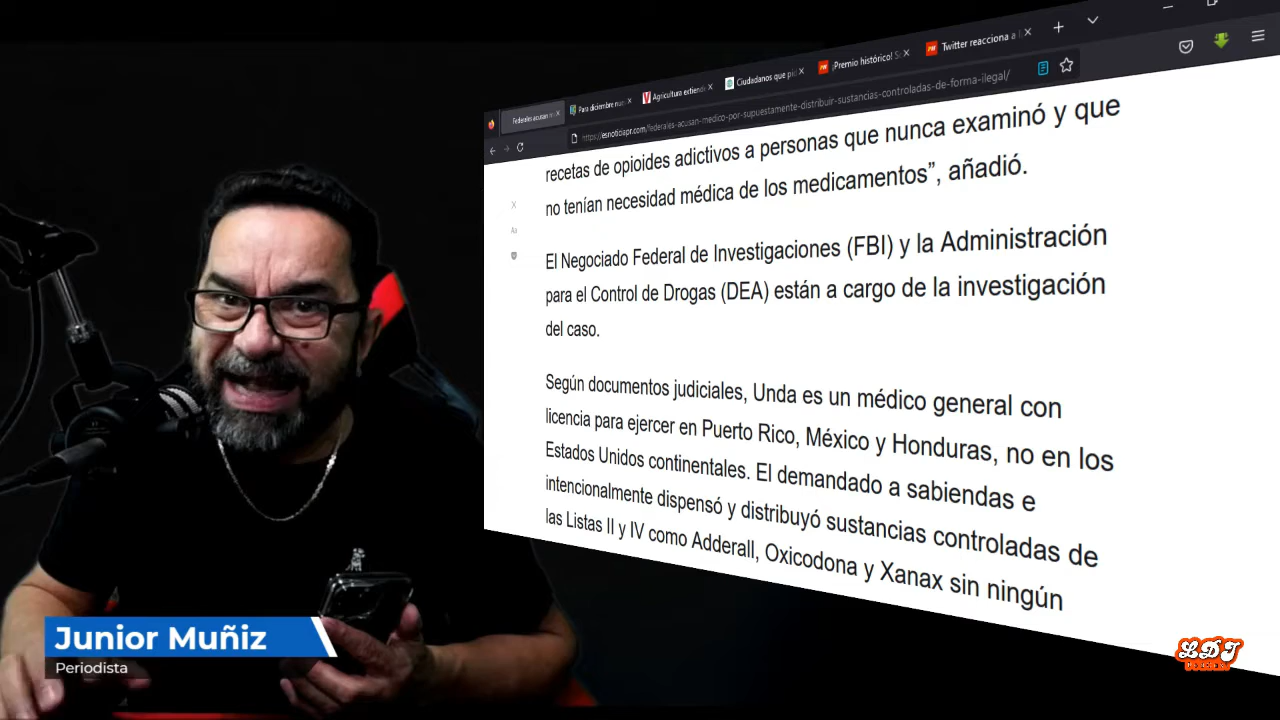 Federales acusan m
Para diciembre nu
Agricultura extiend
Ciudadanos que pi
¡Premio histórico! S
Twitter reacciona a l
https://esnotioiapr.com/federales-acusan-medico-por-supuestamente-distribuir-sustancias-controladas-de-forma-ilegal/
recetas de opioides adictivos a personas que nunca examinó y que
no tenían necesidad médica de los medicamentos”, añadió.
El Negociado Federal de Investigaciones (FBI) y la Administración
para el Control de Drogas (DEA) están a cargo de la investigación
del caso.
Según documentos judiciales, Unda es un médico general con
licencia para ejercer en Puerto Rico, México y Honduras, no en los
Estados Unidos continentales. El demandado a sabiendas e
intencionalmente dispensó y distribuyó sustancias controladas de
las Listas II y IV como Adderall, Oxicodona y Xanax sin ningún
Junior Muñiz
Periodista
LDJ